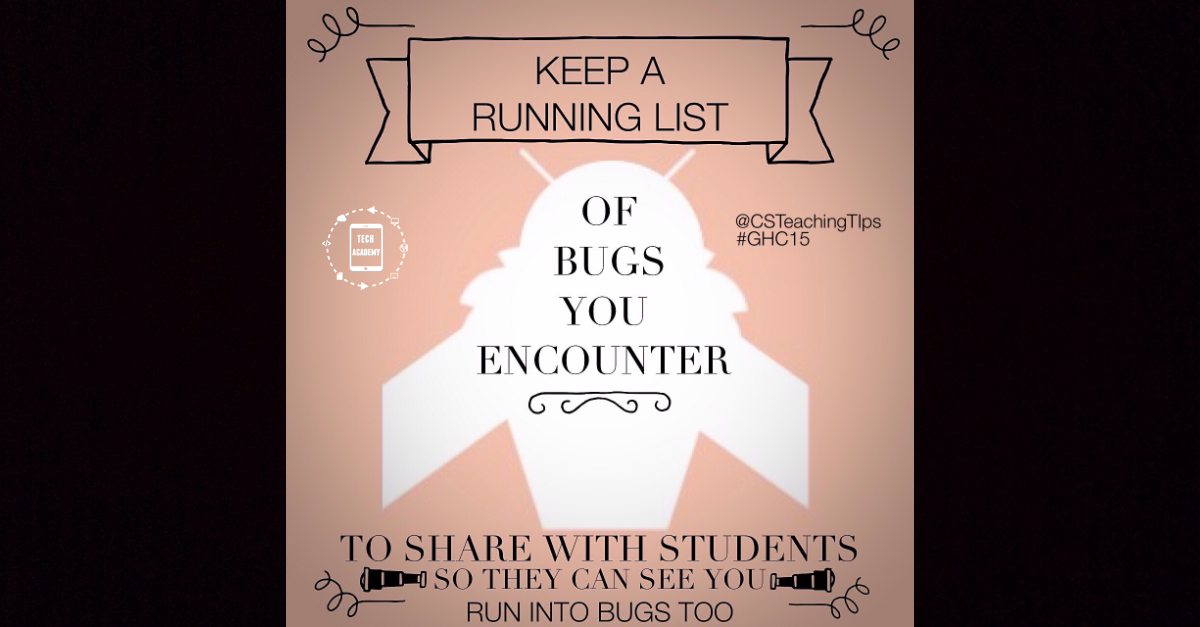 KEEP A
RUNNING LIST
OF
BUGS
YOU
ENCOUNTER
@CSTeachingTIps
#GHC15
TECH
ACADEMY
TO SHARE WITH STUDENTS
SO THEY CAN SEE YOU
RUN INTO BUGS TOO